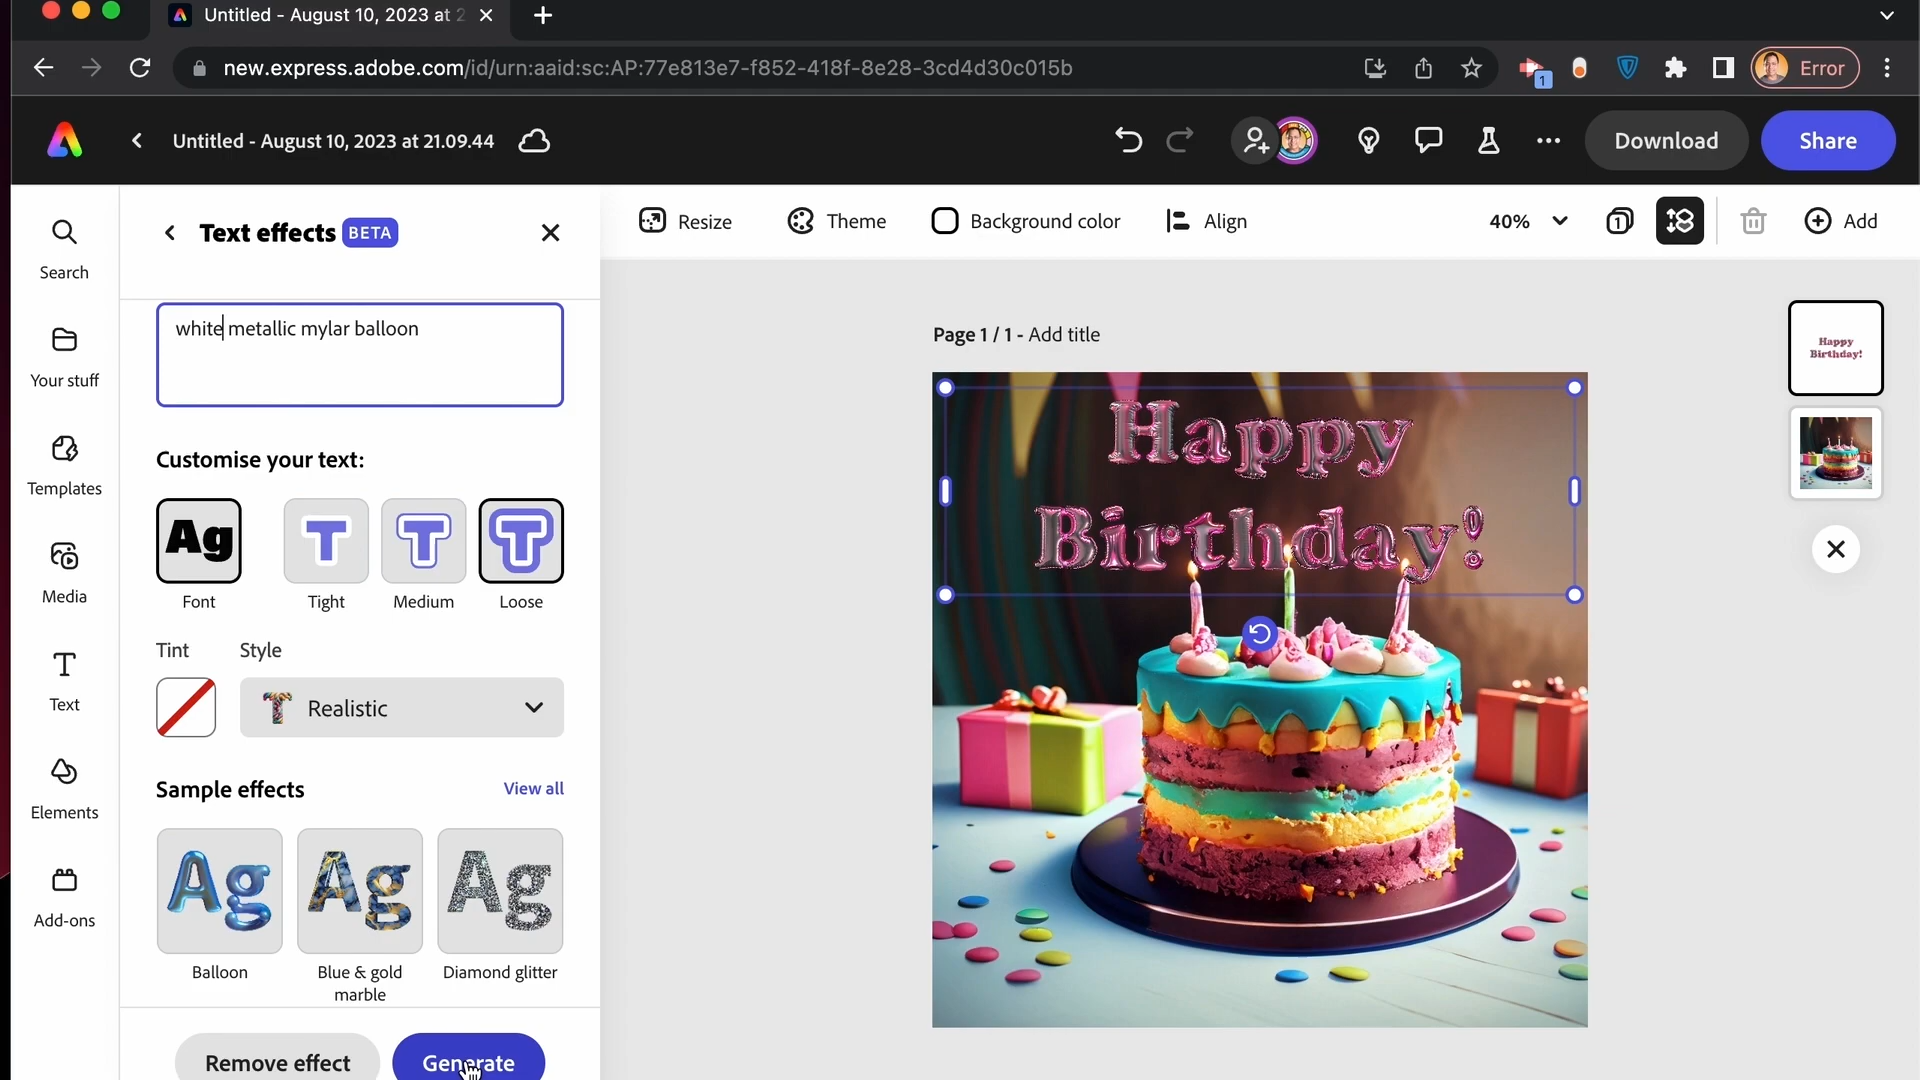 Untitled - August 10, 2023 at 2
new.express.adobe.com/id/urn:aaid:sc:AP:77e813e7-f852-418f-8e28-3cd4d30c015b
1
Error
Untitled - August 10, 2023 at 21.09.44
Download
Share
Search
Your stuff
Templates
Media
Text
Elements
Add-ons
Text effects BETA
white metallic mylar balloon
Customise your text:
Ag
T
T
T
Font
Tight
Medium
Loose
Tint
Style
T
Realistic
Sample effects
View all
Ag
Ag
Ag
Balloon
Blue & gold
marble
Diamond glitter
Remove effect
Generate
Resize
Theme
Background color
Align
40%
1
Add
Page 1 / 1 - Add title
Happy
Birthday!
Happy
Birthday!